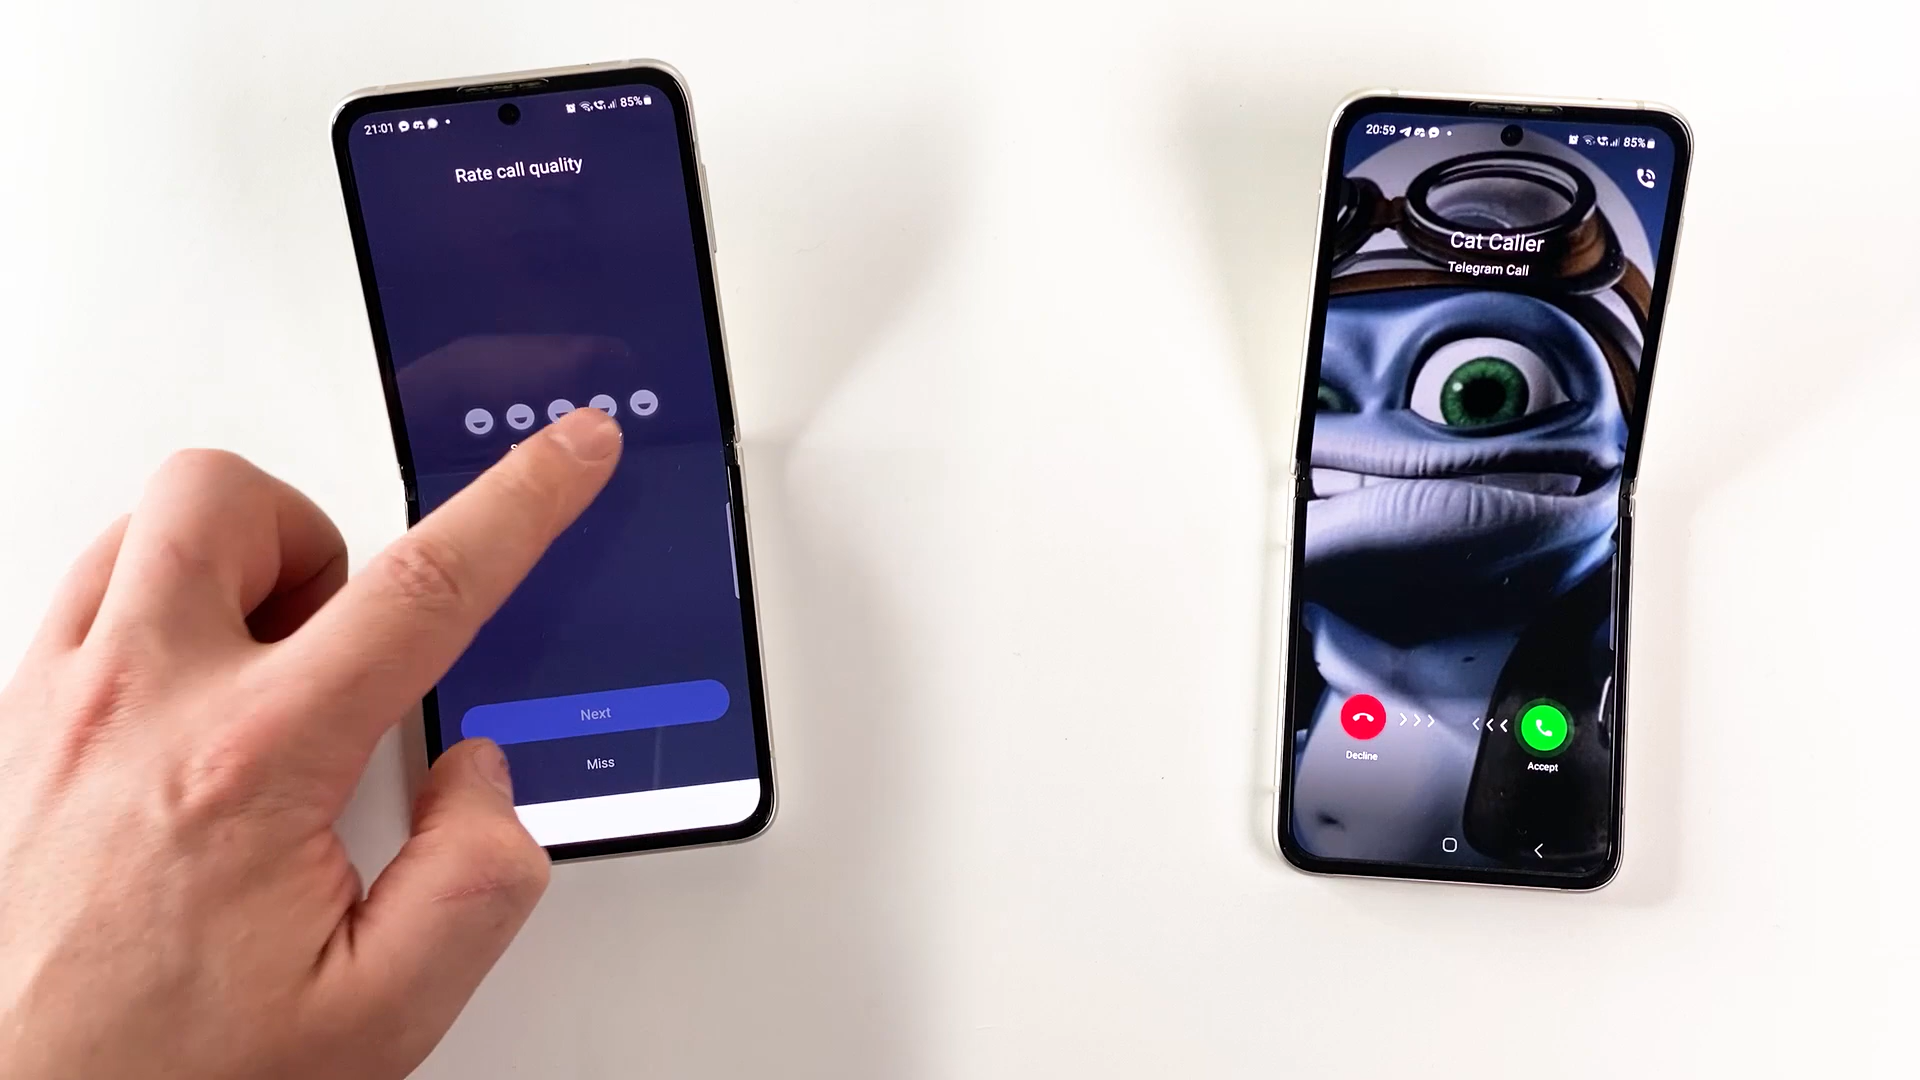 21:01
85%
Rate call quality
Next
Miss
20:59
85%
Cat Caller
Telegram Call
Decline
Accept